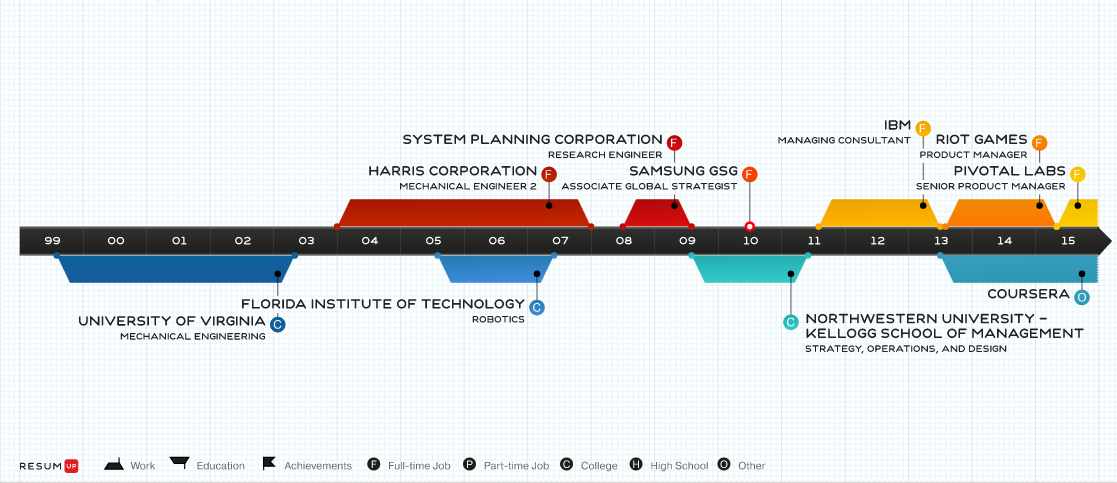 IBM F
MANAGING CONSULTANT
SYSTEM PLANNING CORPORATION F
RESEARCH ENGINEER
RIOT GAMES F
PRODUCT MANAGER
HARRIS CORPORATION F
MECHANICAL ENGINEER 2
SAMSUNG GSG F
ASSOCIATE GLOBAL STRATEGIST
PIVOTAL LABS F
SENIOR PRODUCT MANAGER
99 00 01 02 03 04 05 06 07 08 09 10 11 12 13 14 15
COURSERA O
FLORIDA INSTITUTE OF TECHNOLOGY C
ROBOTICS
UNIVERSITY OF VIRGINIA C
MECHANICAL ENGINEERING
C NORTHWESTERN UNIVERSITY –
KELLOGG SCHOOL OF MANAGEMENT
STRATEGY, OPERATIONS, AND DESIGN
RESUM UP Work Education Achievements F Full-time Job P Part-time Job C College H High School O Other